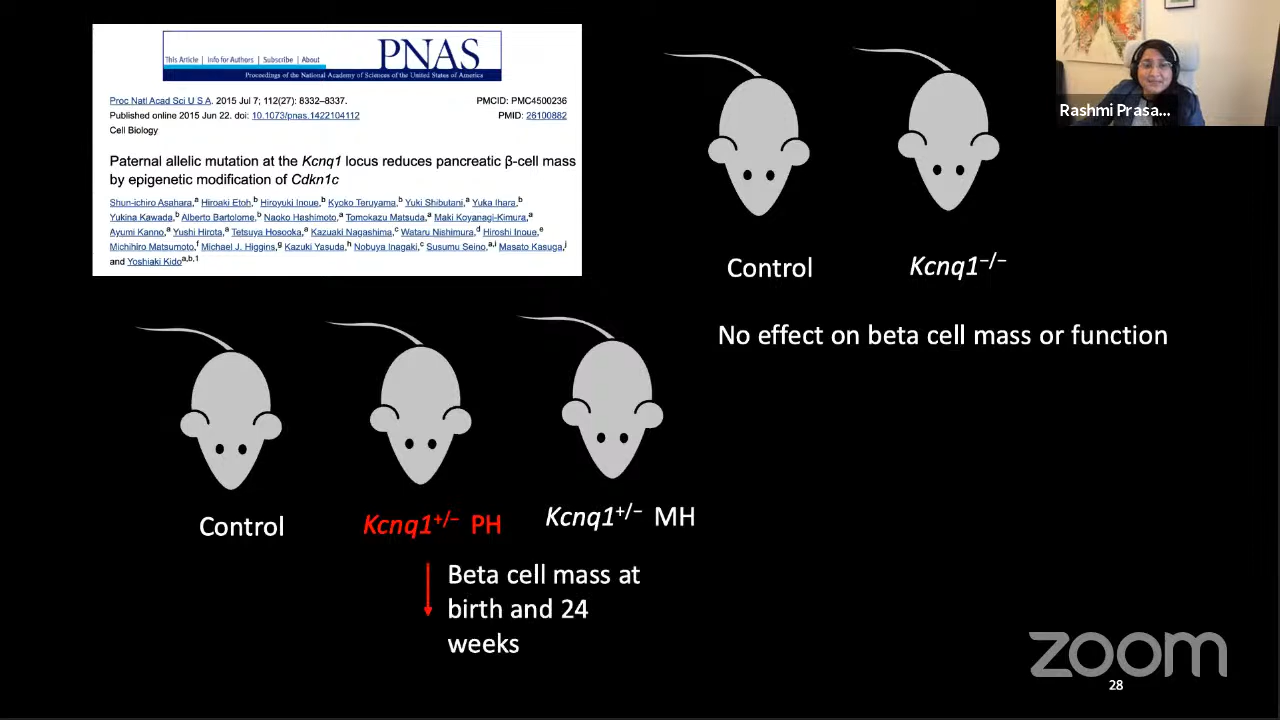 This Article | Info for Authors | Subscribe | About
PNAS
Proceedings of the National Academy of Sciences of the United States of America
Proc Natl Acad Sci U S A. 2015 Jul 7; 112(27): 8332–8337.
PMCID: PMC4500236
Published online 2015 Jun 22. doi: 10.1073/pnas.1422104112
PMID: 26100882
Cell Biology
Paternal allelic mutation at the Kcnq1 locus reduces pancreatic β-cell mass
by epigenetic modification of Cdkn1c
Shun-ichiro Asahara,a Hiroaki Etoh,b Hiroyuki Inoue,b Kyoko Teruyama,b Yuki Shibutani,a Yuka Ihara,b
Yukina Kawada,b Alberto Bartolome,b Naoko Hashimoto,a Tomokazu Matsuda,a Maki Koyanagi-Kimura,a
Ayumi Kanno,a Yushi Hirota,a Tetsuya Hosooka,a Kazuaki Nagashima,c Wataru Nishimura,d Hiroshi Inoue,e
Michihiro Matsumoto,f Michael J. Higgins,g Kazuki Yasuda,h Nobuya Inagaki,c Susumu Seino,a,i Masato Kasuga,j
and Yoshiaki Kidoa,b,1
Rashmi Prasa...
Control
Kcnq1−/−
No effect on beta cell mass or function
Control
Kcnq1+/− PH
Kcnq1+/− MH
Beta cell mass at
birth and 24
weeks
zoom
28